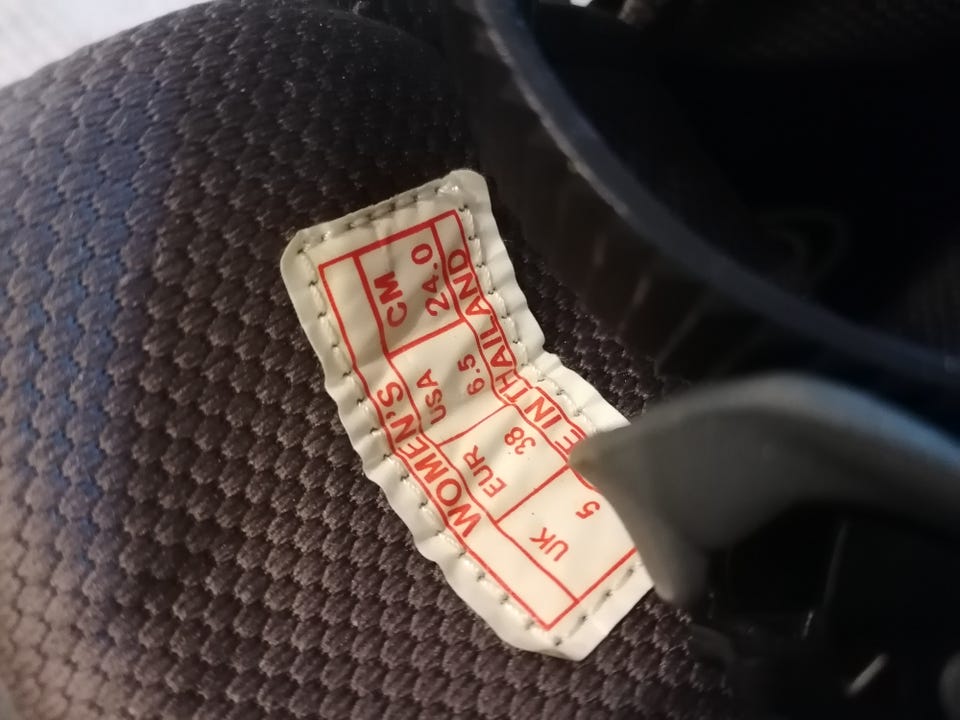 WOMEN'S
UK EUR USA CM
5 38 6.5 24.0
E IN THAILAND